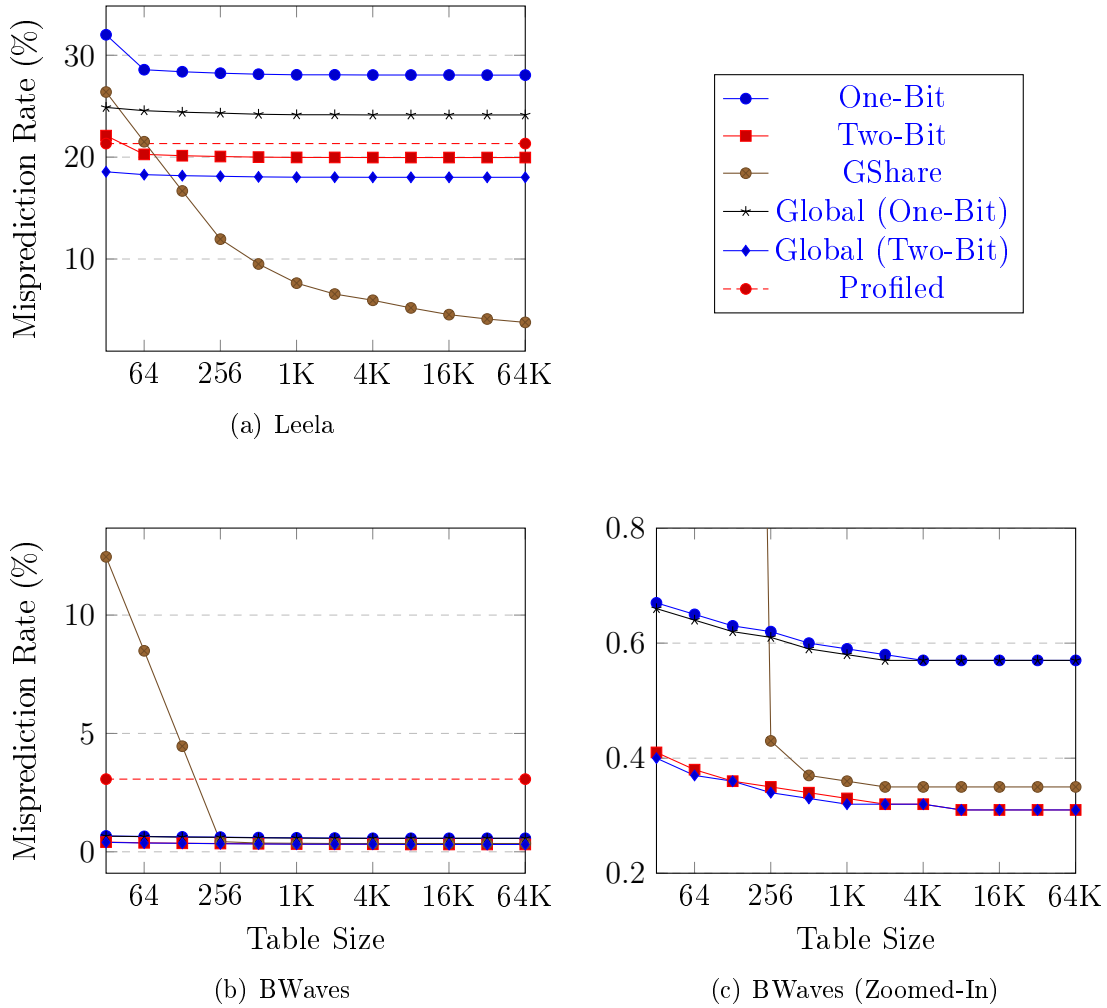 Misprediction Rate (%)
30
20
10
64 256 1K 4K 16K 64K
(a) Leela
One-Bit
Two-Bit
GShare
Global (One-Bit)
Global (Two-Bit)
Profiled
Misprediction Rate (%)
10
5
0
64 256 1K 4K 16K 64K
Table Size
(b) BWaves
0.8
0.6
0.4
0.2
64 256 1K 4K 16K 64K
Table Size
(c) BWaves (Zoomed-In)